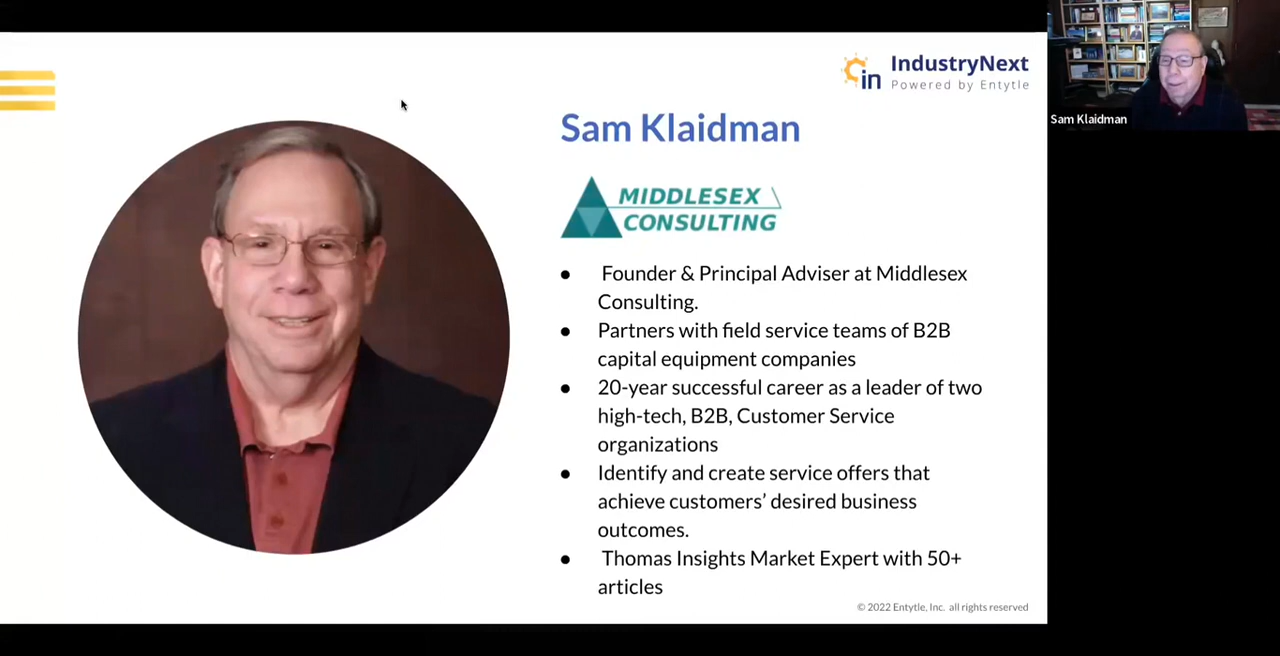 in IndustryNext
Powered by Entytle
Sam Klaidman
Sam Klaidman
MIDDLESEX
CONSULTING
● Founder & Principal Adviser at Middlesex
Consulting.
● Partners with field service teams of B2B
capital equipment companies
● 20-year successful career as a leader of two
high-tech, B2B, Customer Service
organizations
● Identify and create service offers that
achieve customers’ desired business
outcomes.
● Thomas Insights Market Expert with 50+
articles
© 2022 Entytle, Inc. all rights reserved